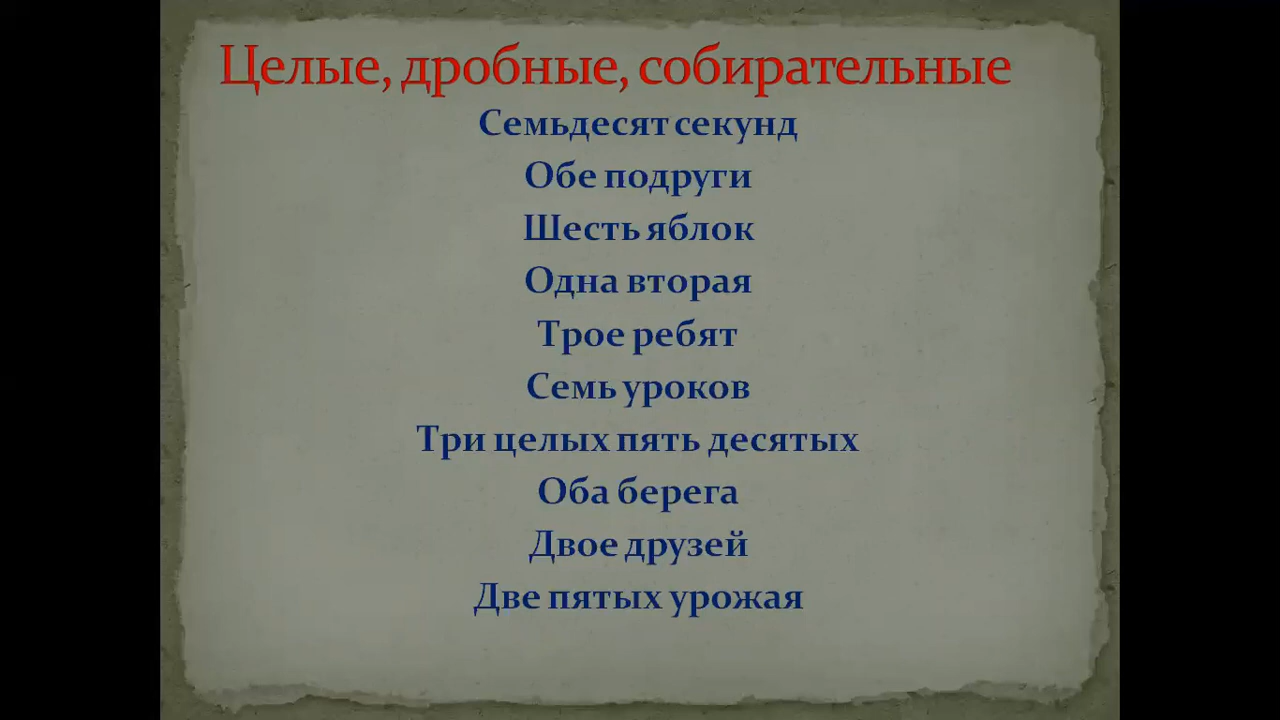 Целые, дробные, собирательные
Семьдесят секунд
Обе подруги
Шесть яблок
Одна вторая
Трое ребят
Семь уроков
Три целых пять десятых
Оба берега
Двое друзей
Две пятых урожая